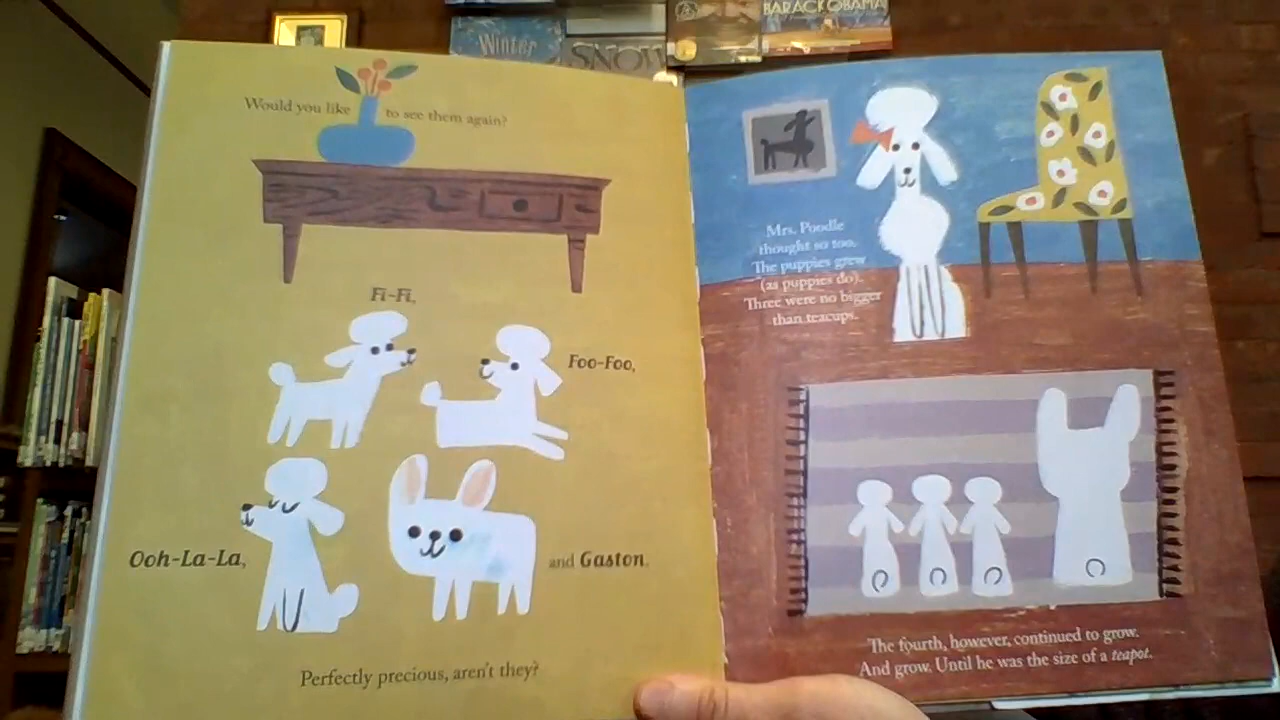 Winter
SNOW
BARACK OBAMA
Would you like to see them again?
Fi-Fi,
Foo-Foo,
Ooh-La-La,
and Gaston.
Perfectly precious, aren't they?
Mrs. Poodle
thought so too.
The puppies grew
(as puppies do).
Three were no bigger
than teacups.
The fourth, however, continued to grow.
And grow. Until he was the size of a teapot.